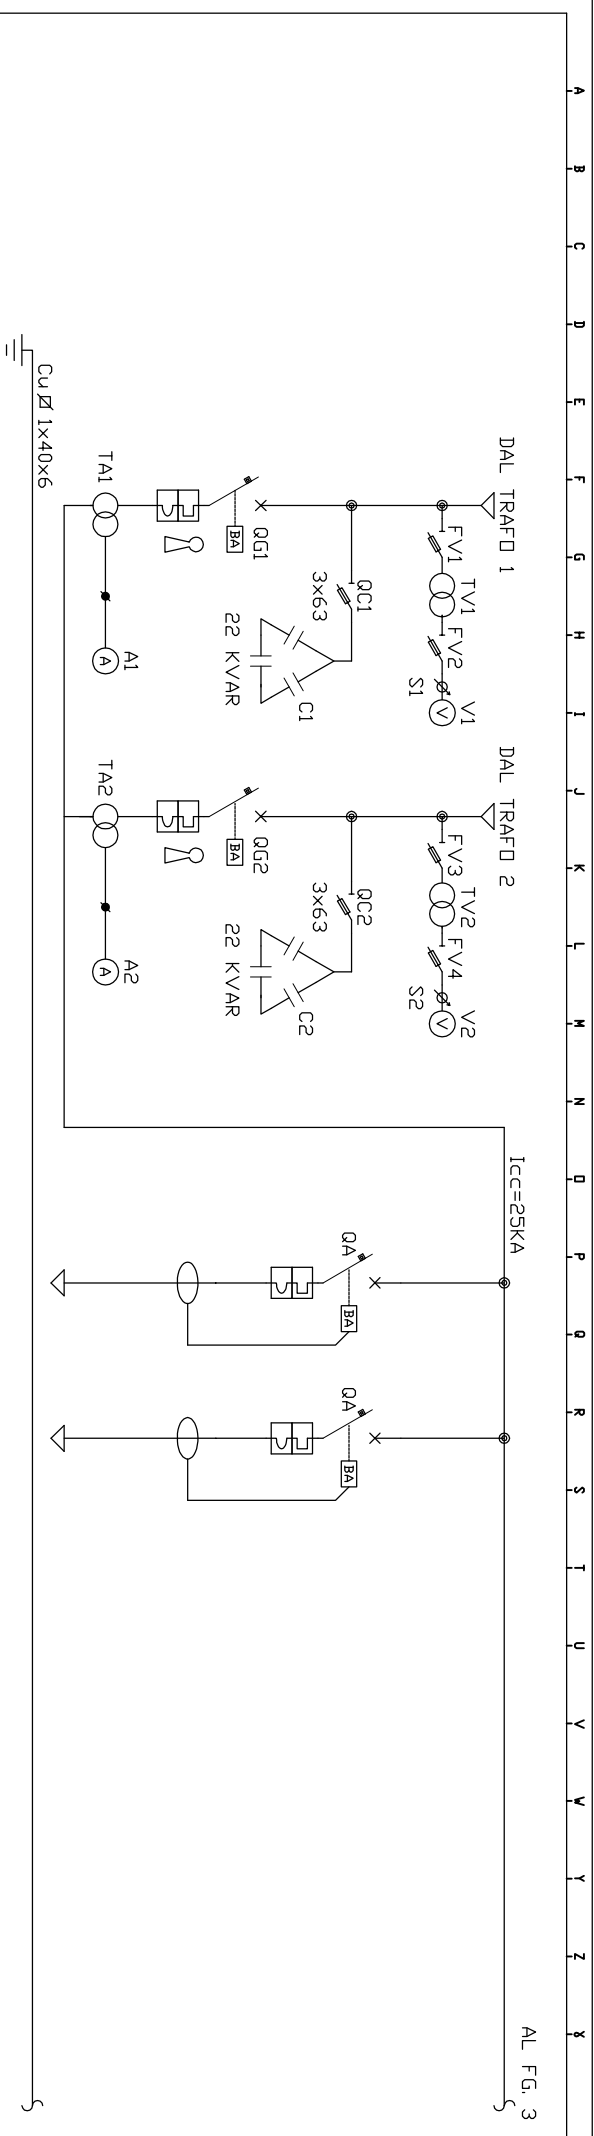 A B C D E F G H I J K L M N O P Q R S T U V W Y Z X
AL FG. 3
DAL TRAFO 1
FV1
TV1
FV2
V1
S1
V
QC1
3x63
C1
22 KVAR
QG1
BA
TA1
A1
A
DAL TRAFO 2
FV3
TV2
FV4
V2
S2
V
QC2
3x63
C2
22 KVAR
QG2
BA
TA2
A2
A
Icc=25KA
QA
BA
QA
BA
Cu 1x40x6